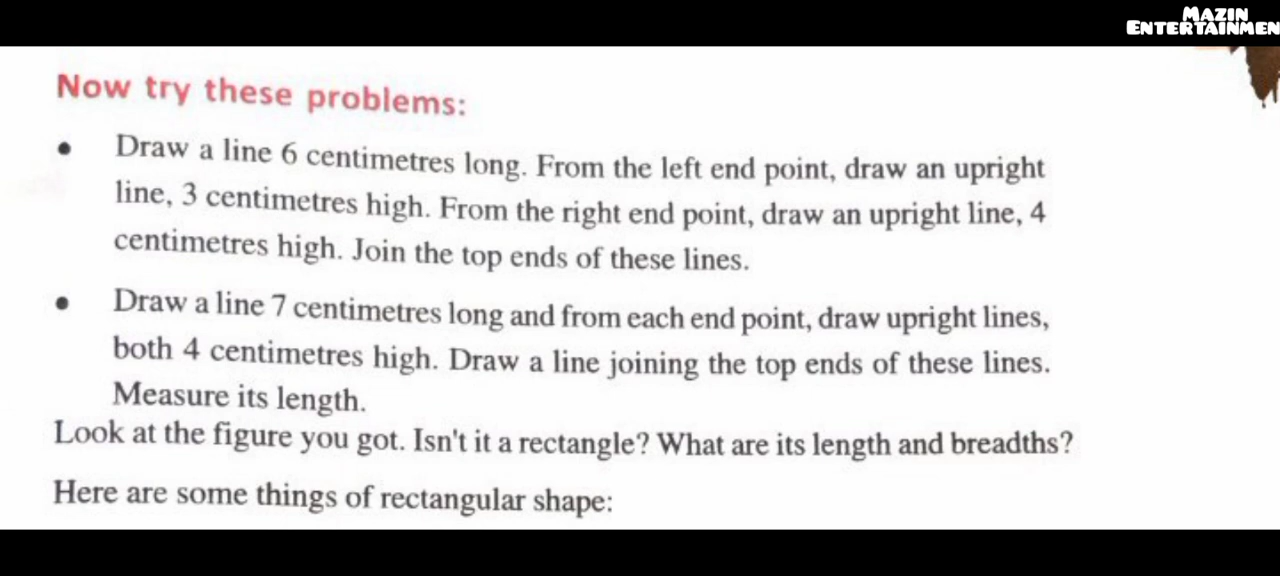 MAZIN
ENTERTAINMEN
Now try these problems:
• Draw a line 6 centimetres long. From the left end point, draw an upright
line, 3 centimetres high. From the right end point, draw an upright line, 4
centimetres high. Join the top ends of these lines.
• Draw a line 7 centimetres long and from each end point, draw upright lines,
both 4 centimetres high. Draw a line joining the top ends of these lines.
Measure its length.
Look at the figure you got. Isn't it a rectangle? What are its length and breadths?
Here are some things of rectangular shape: